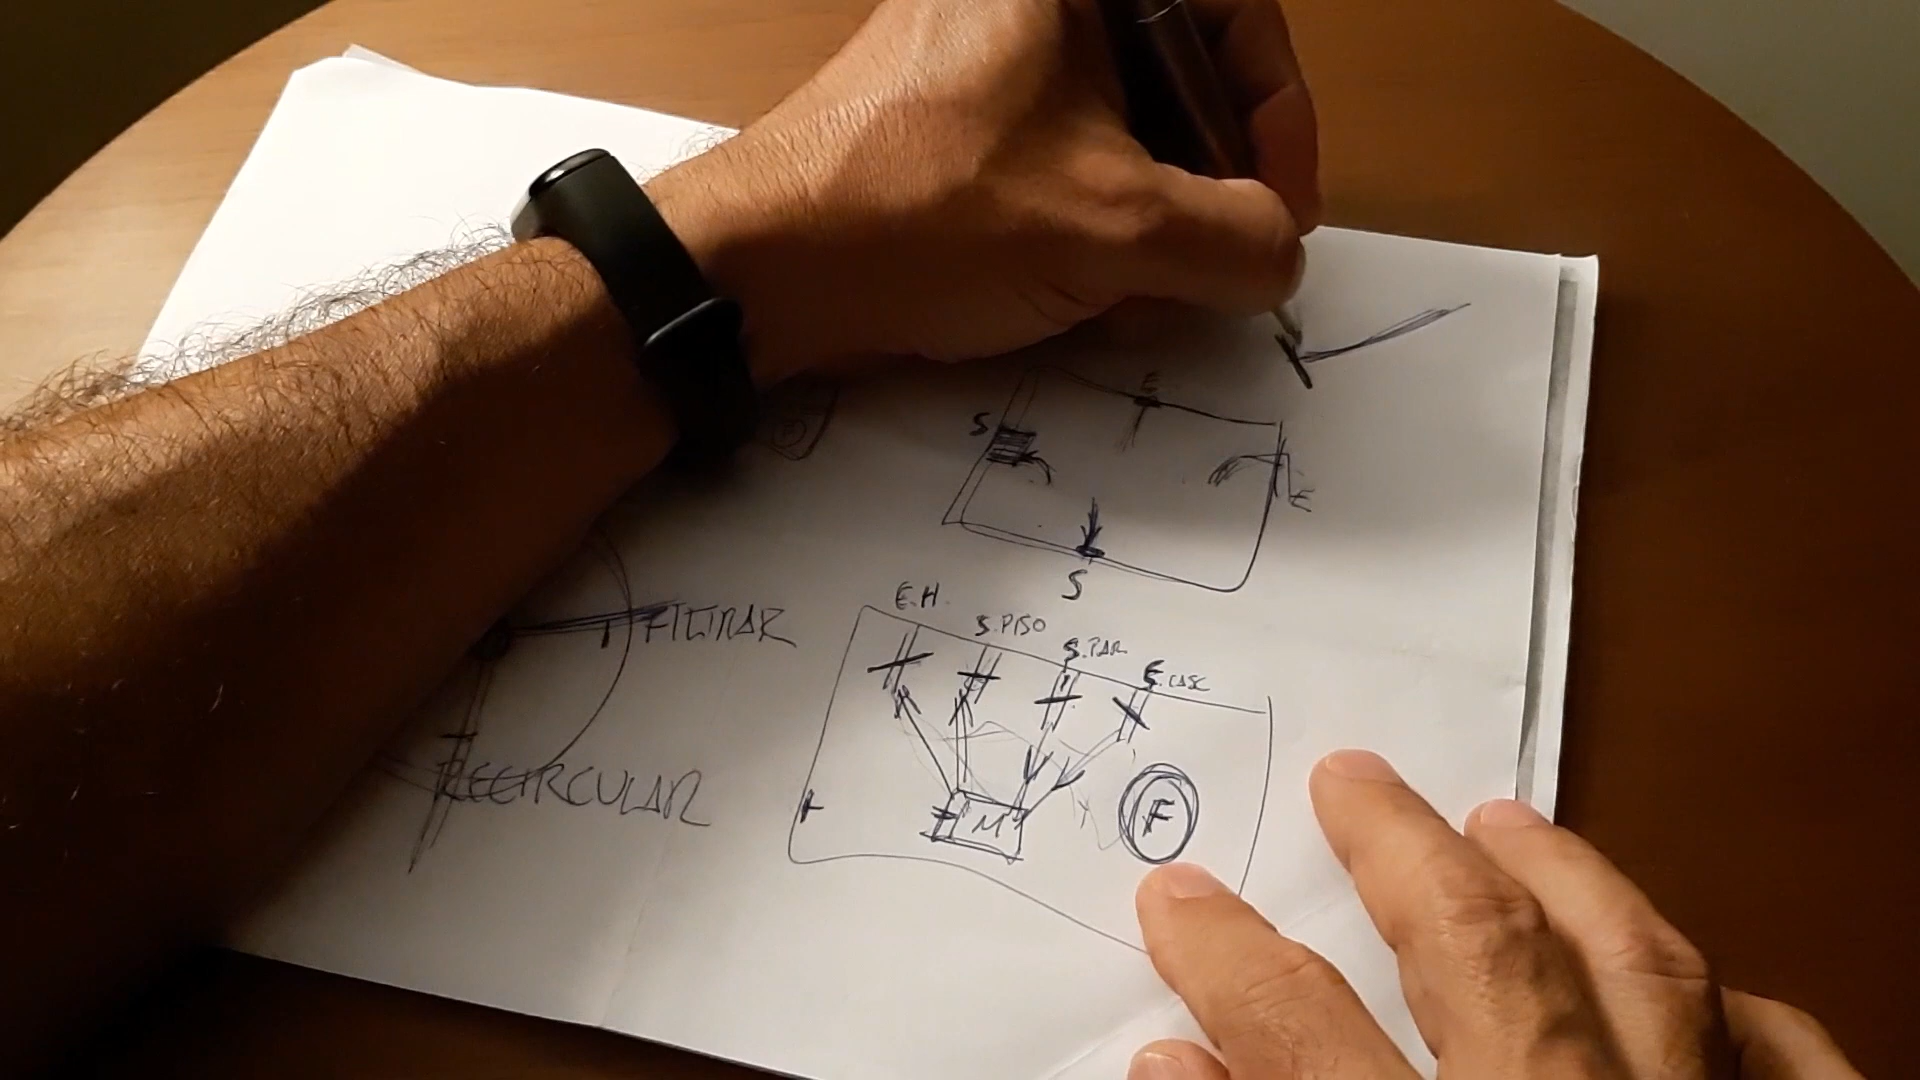 E
S
E
S
E.H.
S.PISO
S.PAR
E.CASC
FILTRAR
RECIRCULAR
M
F